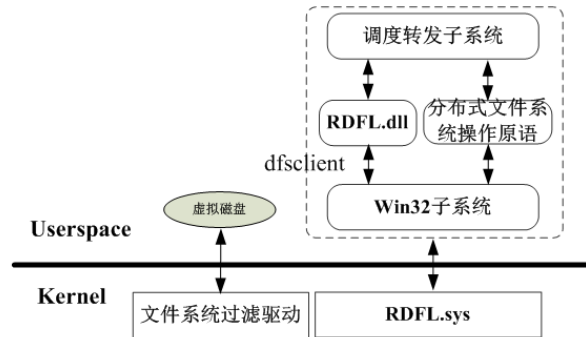 调度转发子系统
RDFL.dll
分布式文件系
统操作原语
dfsclient
Win32子系统
虚拟磁盘
Userspace
Kernel
文件系统过滤驱动
RDFL.sys